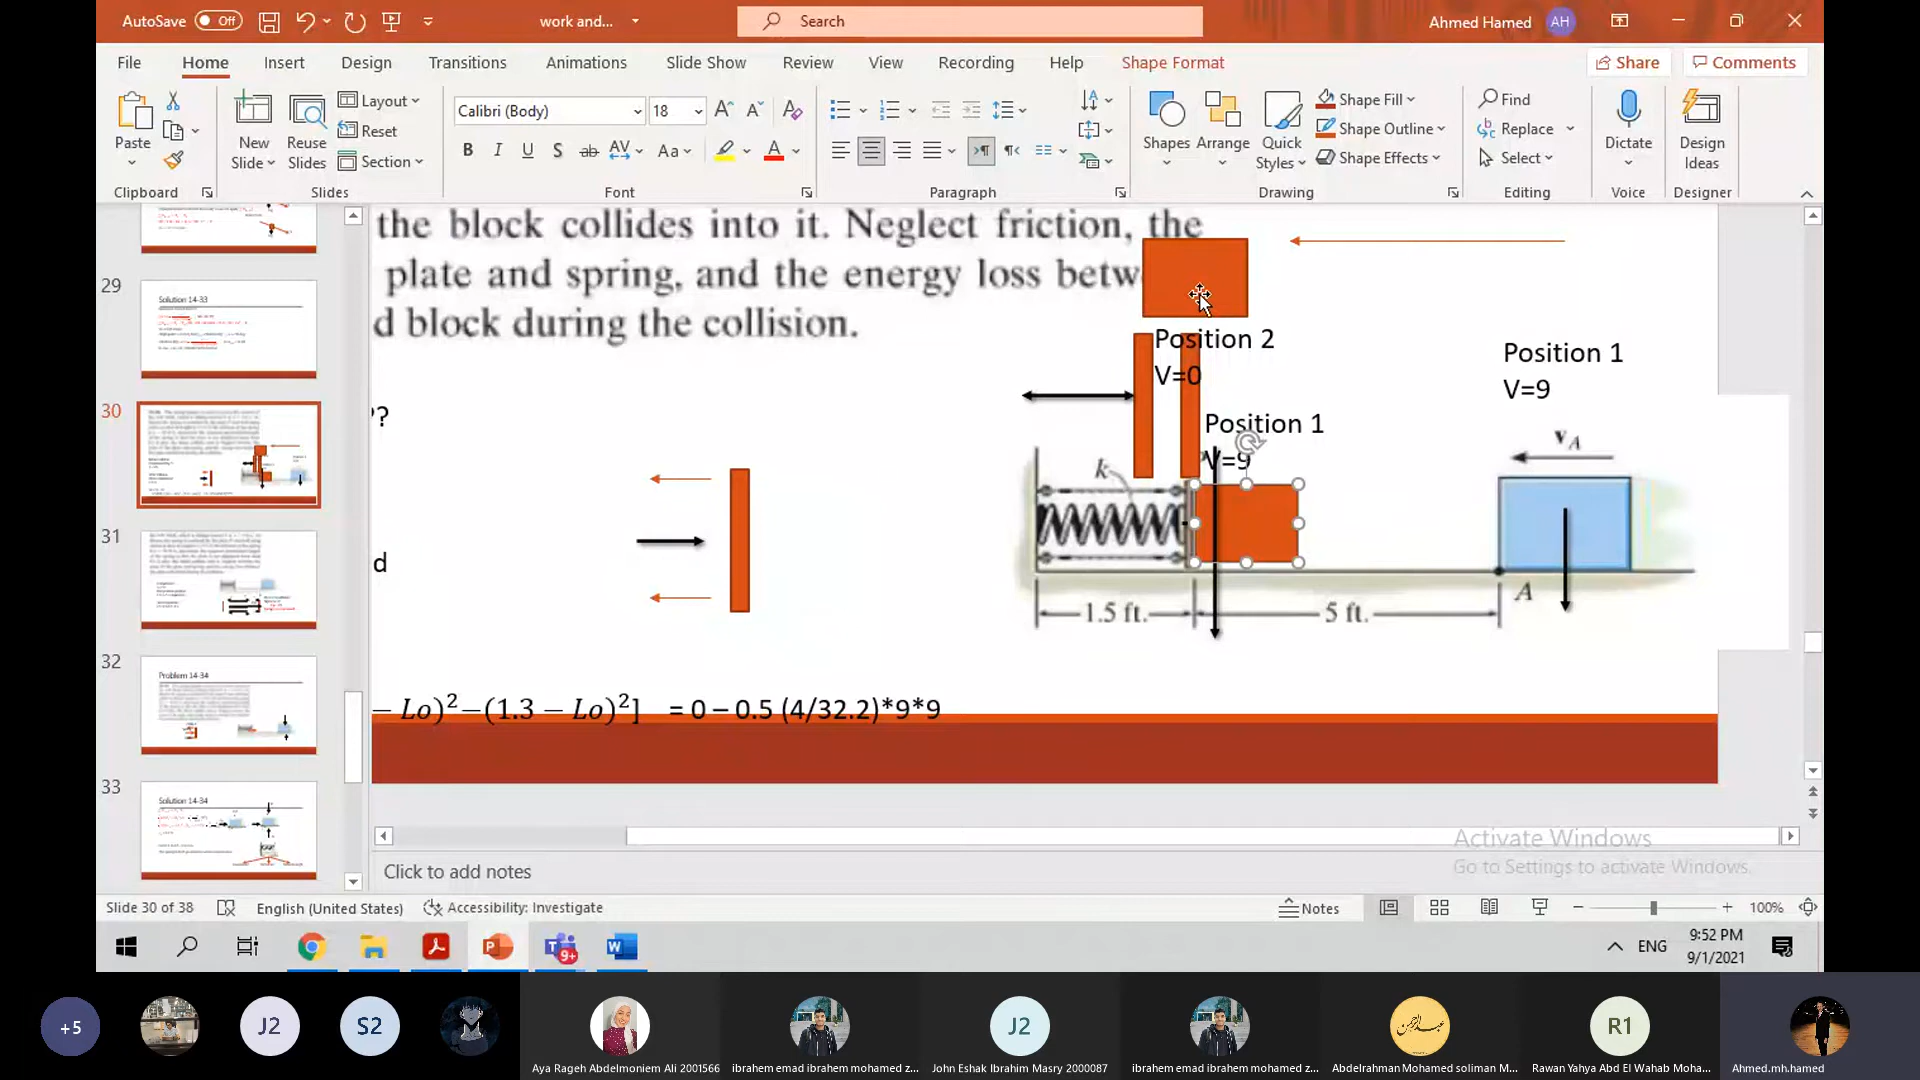 AutoSave Off
work and...
Search
Ahmed Hamed AH
File Home Insert Design Transitions Animations Slide Show Review View Recording Help Shape Format Share Comments
Paste
Clipboard
New Slide
Reuse Slides
Layout
Reset
Section
Slides
Calibri (Body) 18
Font
Paragraph
Shapes
Arrange
Quick Styles
Shape Fill
Shape Outline
Shape Effects
Drawing
Find
Replace
Select
Editing
Dictate
Voice
Design Ideas
Designer
29
Solution 14-33
30
31
32
Problem 14-34
33
Solution 14-34
the block collides into it. Neglect friction, the
plate and spring, and the energy loss betw
d block during the collision.
Position 2
V=0
Position 1
V=9
Position 1
V=9
??
d
k
vA
A
1.5 ft.
5 ft.
− Lo)²−(1.3 − Lo)²] = 0 – 0.5 (4/32.2)*9*9
Activate Windows
Go to Settings to activate Windows.
Click to add notes
Slide 30 of 38 English (United States) Accessibility: Investigate Notes 100%
9+
ENG
9:52 PM
9/1/2021
+5
J2
S2
J2
R1
Aya Rageh Abdelmoniem Ali 2001566
ibrahem emad ibrahem mohamed z...
John Eshak Ibrahim Masry 2000087
ibrahem emad ibrahem mohamed z...
Abdelrahman Mohamed soliman M...
Rawan Yahya Abd El Wahab Moha...
Ahmed.mh.hamed